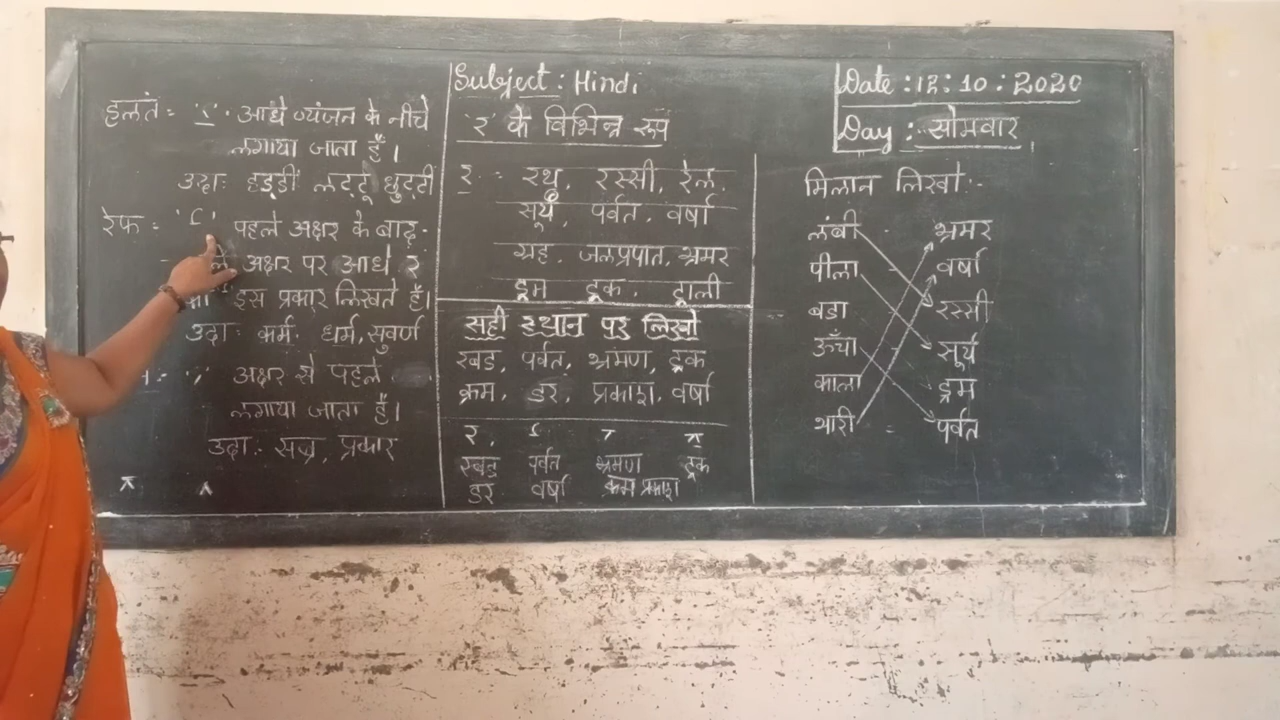 हलंत = '्'. आधे व्यंजन के नीचे
लगाया जाता है।
उदाः हड्डी लट्टू छुट्टी
रेफ = 'र्' पहले अक्षर के बाद.
अक्षर पर आधे र
इस प्रकार लिखते है।
उदाः कर्म. धर्म, सुवर्ण
अक्षर से पहले
लगाया जाता है।
उदाः सब्र, प्रकार
Subject : Hindi
'र' के विभिन्न रूप
र - रथ, रस्सी, रेल.
सूर्य, पर्वत, वर्षा
ग्रह, जलप्रपात, भ्रमर
ड्रम ट्रक, ट्राली
सही स्थान पर लिखो
रबड, पर्वत, भ्रमण, ट्रक
क्रम, डर, प्रकाश, वर्षा
र, र् ्र ्र
रबड पर्वत भ्रमण ट्रक
डर वर्षा क्रम प्रकाश
Date : 12 : 10 : 2020
Day : सोमवार
मिलान लिखो :-
लंबी भ्रमर
पीला वर्षा
बडा रस्सी
ऊँचा सूर्य
काला ड्रम
भारी = पर्वत